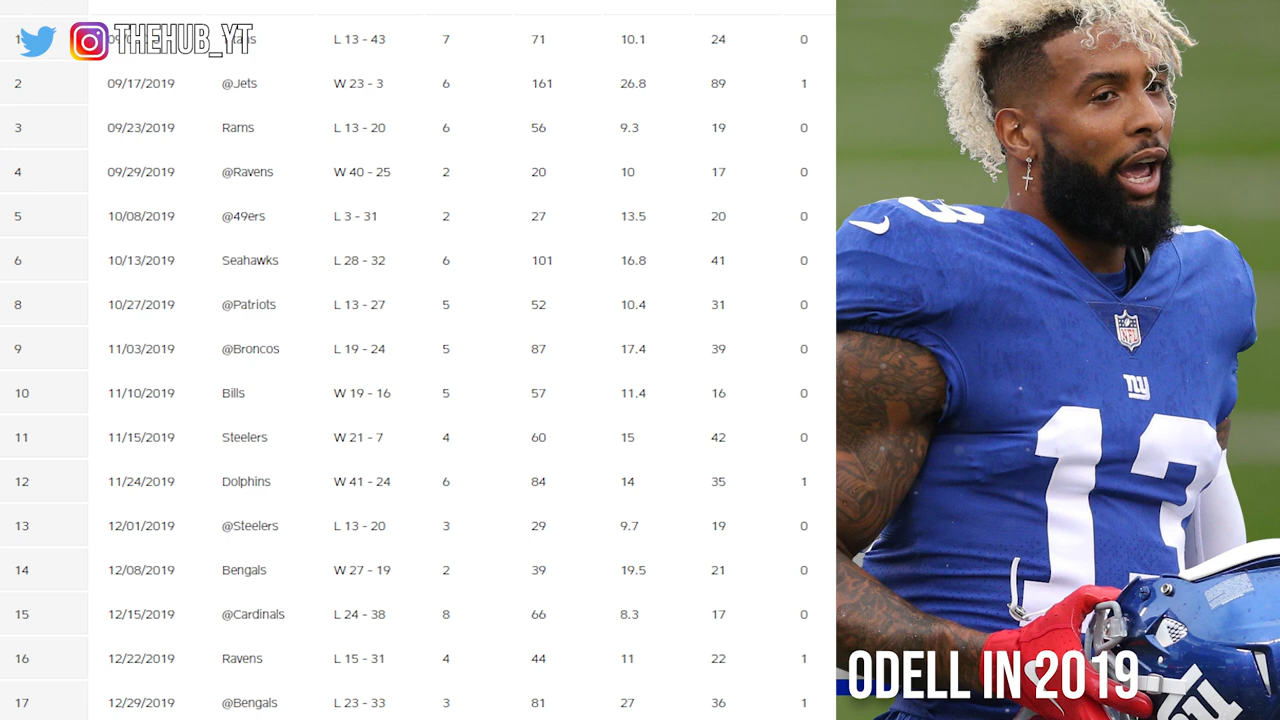 THEHUB_YT
L 13 - 43 7 71 10.1 24 0
2 09/17/2019 @Jets W 23 - 3 6 161 26.8 89 1
3 09/23/2019 Rams L 13 - 20 6 56 9.3 19 0
4 09/29/2019 @Ravens W 40 - 25 2 20 10 17 0
5 10/08/2019 @49ers L 3 - 31 2 27 13.5 20 0
6 10/13/2019 Seahawks L 28 - 32 6 101 16.8 41 0
8 10/27/2019 @Patriots L 13 - 27 5 52 10.4 31 0
9 11/03/2019 @Broncos L 19 - 24 5 87 17.4 39 0
10 11/10/2019 Bills W 19 - 16 5 57 11.4 16 0
11 11/15/2019 Steelers W 21 - 7 4 60 15 42 0
12 11/24/2019 Dolphins W 41 - 24 6 84 14 35 1
13 12/01/2019 @Steelers L 13 - 20 3 29 9.7 19 0
14 12/08/2019 Bengals W 27 - 19 2 39 19.5 21 0
15 12/15/2019 @Cardinals L 24 - 38 8 66 8.3 17 0
16 12/22/2019 Ravens L 15 - 31 4 44 11 22 1
17 12/29/2019 @Bengals L 23 - 33 3 81 27 36 1
NFL
ny
13
ODELL IN 2019